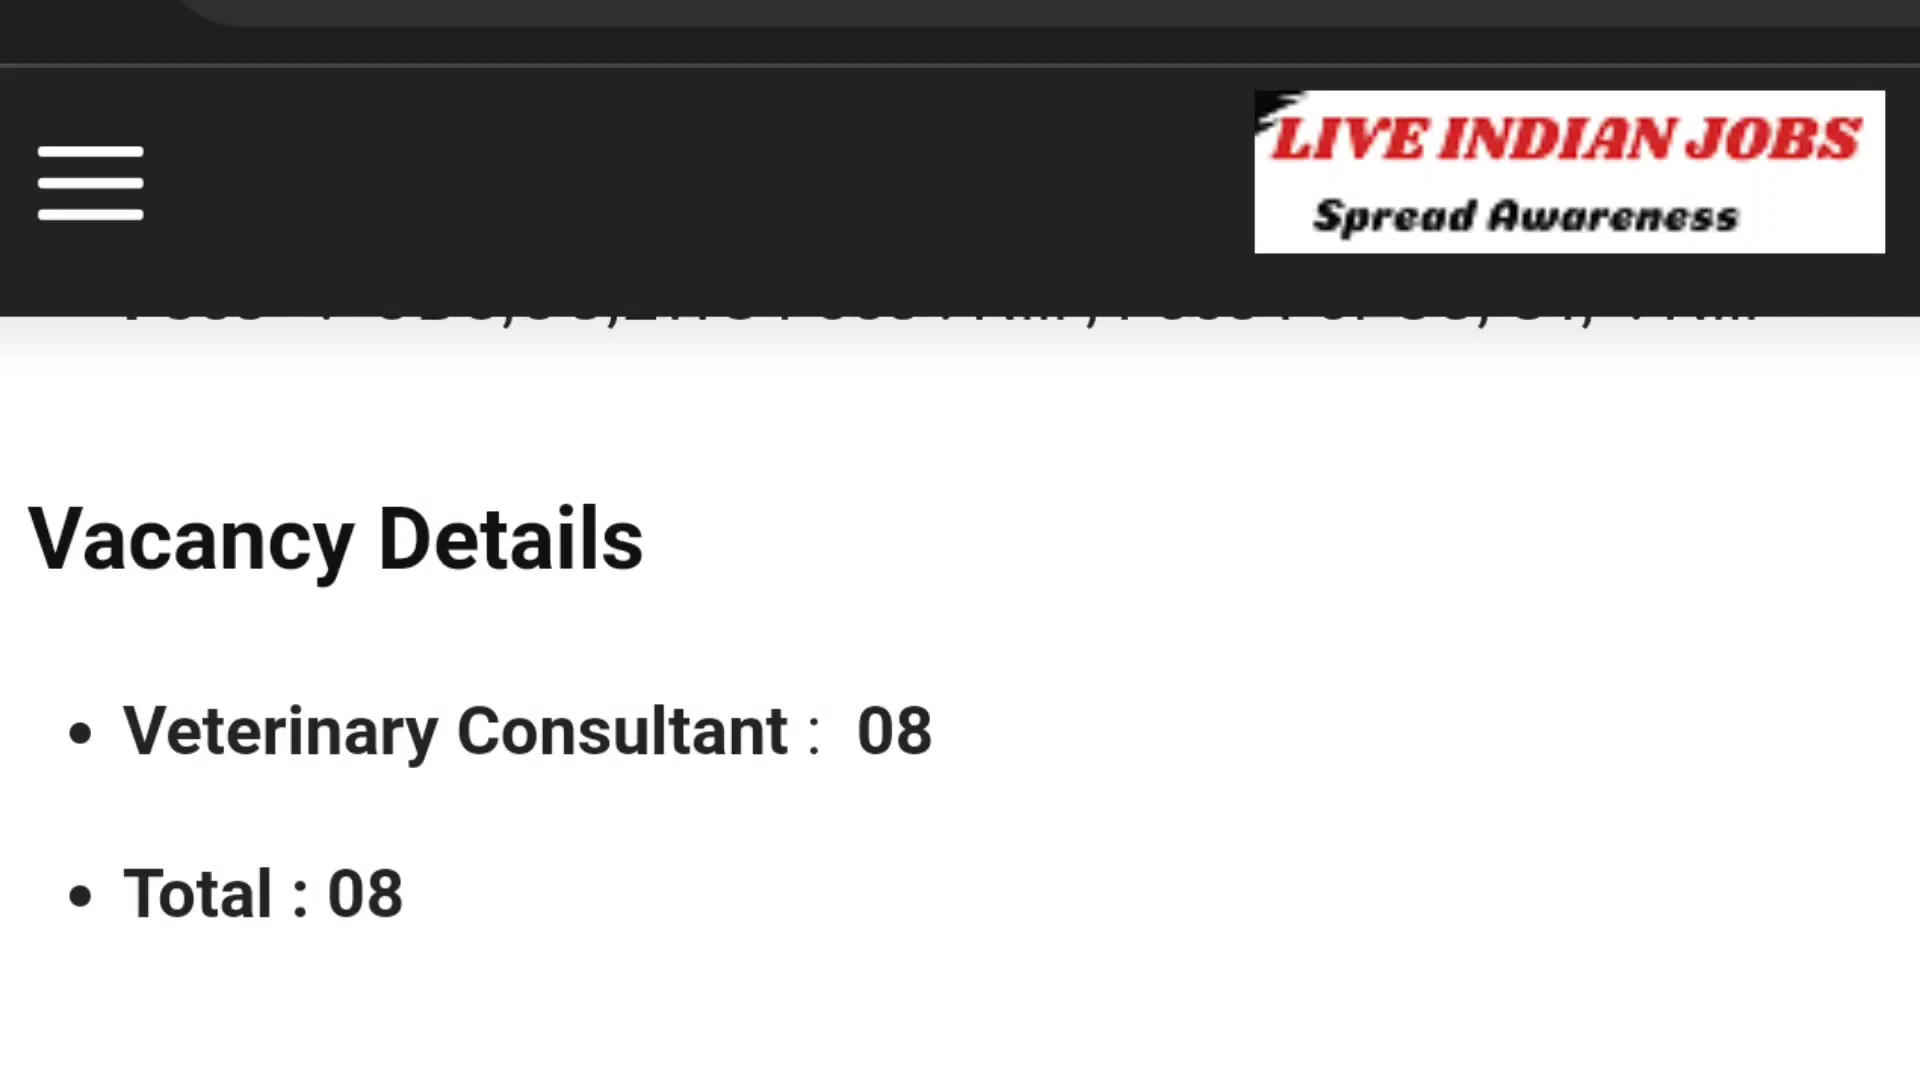 LIVE INDIAN JOBS
Spread Awareness
Vacancy Details
• Veterinary Consultant : 08
• Total : 08